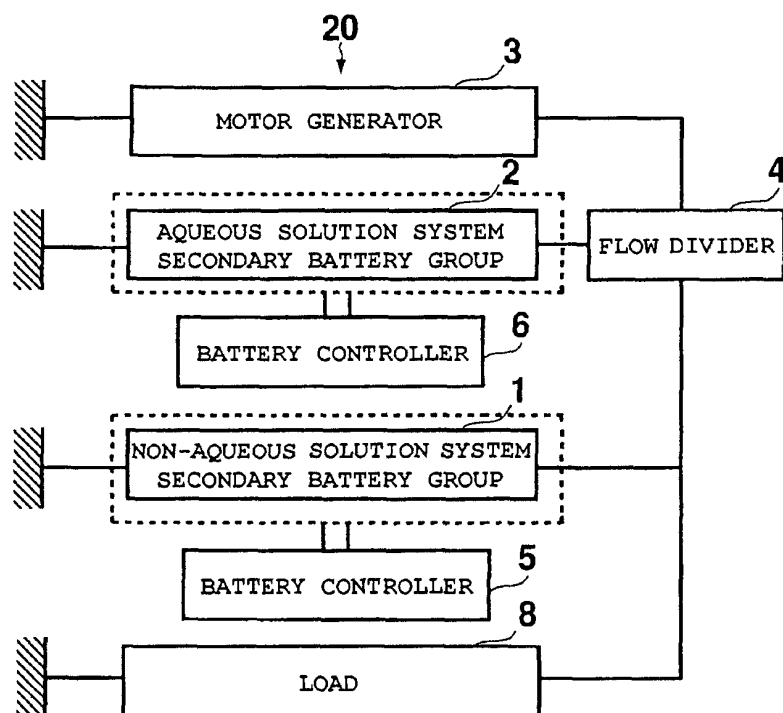 20
3
MOTOR GENERATOR
4
FLOW DIVIDER
2
AQUEOUS SOLUTION SYSTEM
SECONDARY BATTERY GROUP
6
BATTERY CONTROLLER
1
NON-AQUEOUS SOLUTION SYSTEM
SECONDARY BATTERY GROUP
5
BATTERY CONTROLLER
8
LOAD